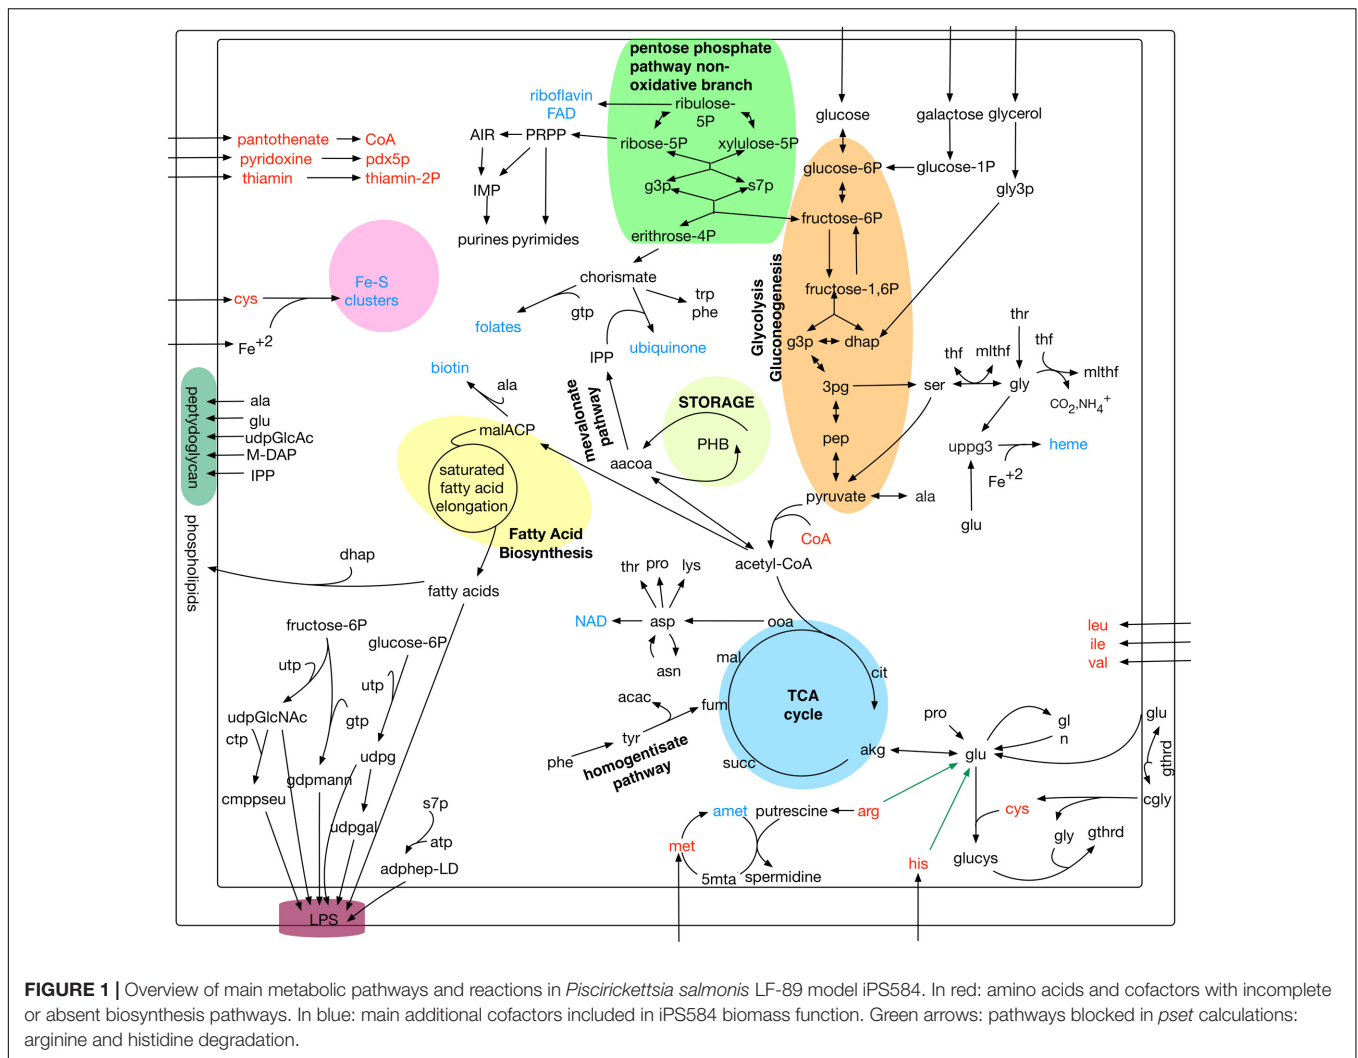 pentose phosphate
pathway non-
oxidative branch
riboflavin
FAD
ribulose-
5P
AIR
PRPP
ribose-5P
xylulose-5P
IMP
g3p
s7p
purines
pyrimides
erithrose-4P
glucose
galactose
glycerol
glucose-6P
glucose-1P
gly3p
fructose-6P
pantothenate
CoA
pyridoxine
pdx5p
thiamin
thiamin-2P
Fe-S
clusters
cys
Fe+2
chorismate
gtp
trp
phe
folates
ubiquinone
IPP
mevalonate
pathway
Glycolysis
Gluconeogenesis
fructose-1,6P
g3p
dhap
3pg
pep
pyruvate
ala
CoA
thr
thf
mlthf
thf
mlthf
ser
gly
CO2,NH4+
uppg3
heme
Fe+2
glu
biotin
ala
malACP
saturated
fatty acid
elongation
Fatty Acid
Biosynthesis
STORAGE
PHB
aacoa
acetyl-CoA
peptydoglycan
ala
glu
udpGlcAc
M-DAP
IPP
phospholipids
dhap
fatty acids
fructose-6P
glucose-6P
utp
utp
udpGlcNAc
ctp
gtp
udpg
gdpmann
cmppseu
udpgal
s7p
atp
adphep-LD
LPS
thr
pro
lys
NAD
asp
ooa
asn
mal
cit
TCA
cycle
acac
fum
tyr
phe
homogentisate
pathway
succ
akg
leu
ile
val
pro
gl
n
glu
glu
gthrd
cgly
amet
putrescine
arg
cys
met
gly
gthrd
his
glucys
5mta
spermidine
FIGURE 1 | Overview of main metabolic pathways and reactions in Piscirickettsia salmonis LF-89 model iPS584. In red: amino acids and cofactors with incomplete
or absent biosynthesis pathways. In blue: main additional cofactors included in iPS584 biomass function. Green arrows: pathways blocked in pset calculations:
arginine and histidine degradation.